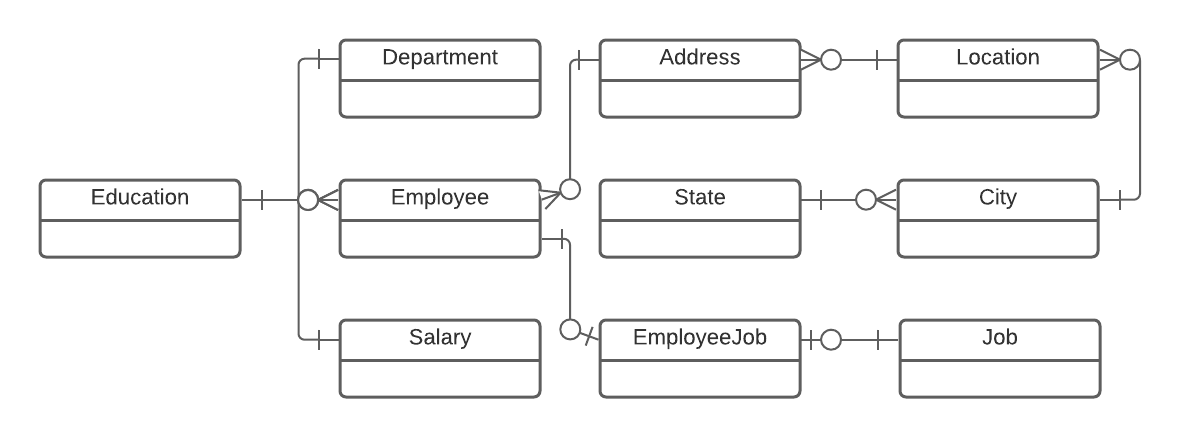 Department
Address
Location
Education
Employee
State
City
Salary
EmployeeJob
Job